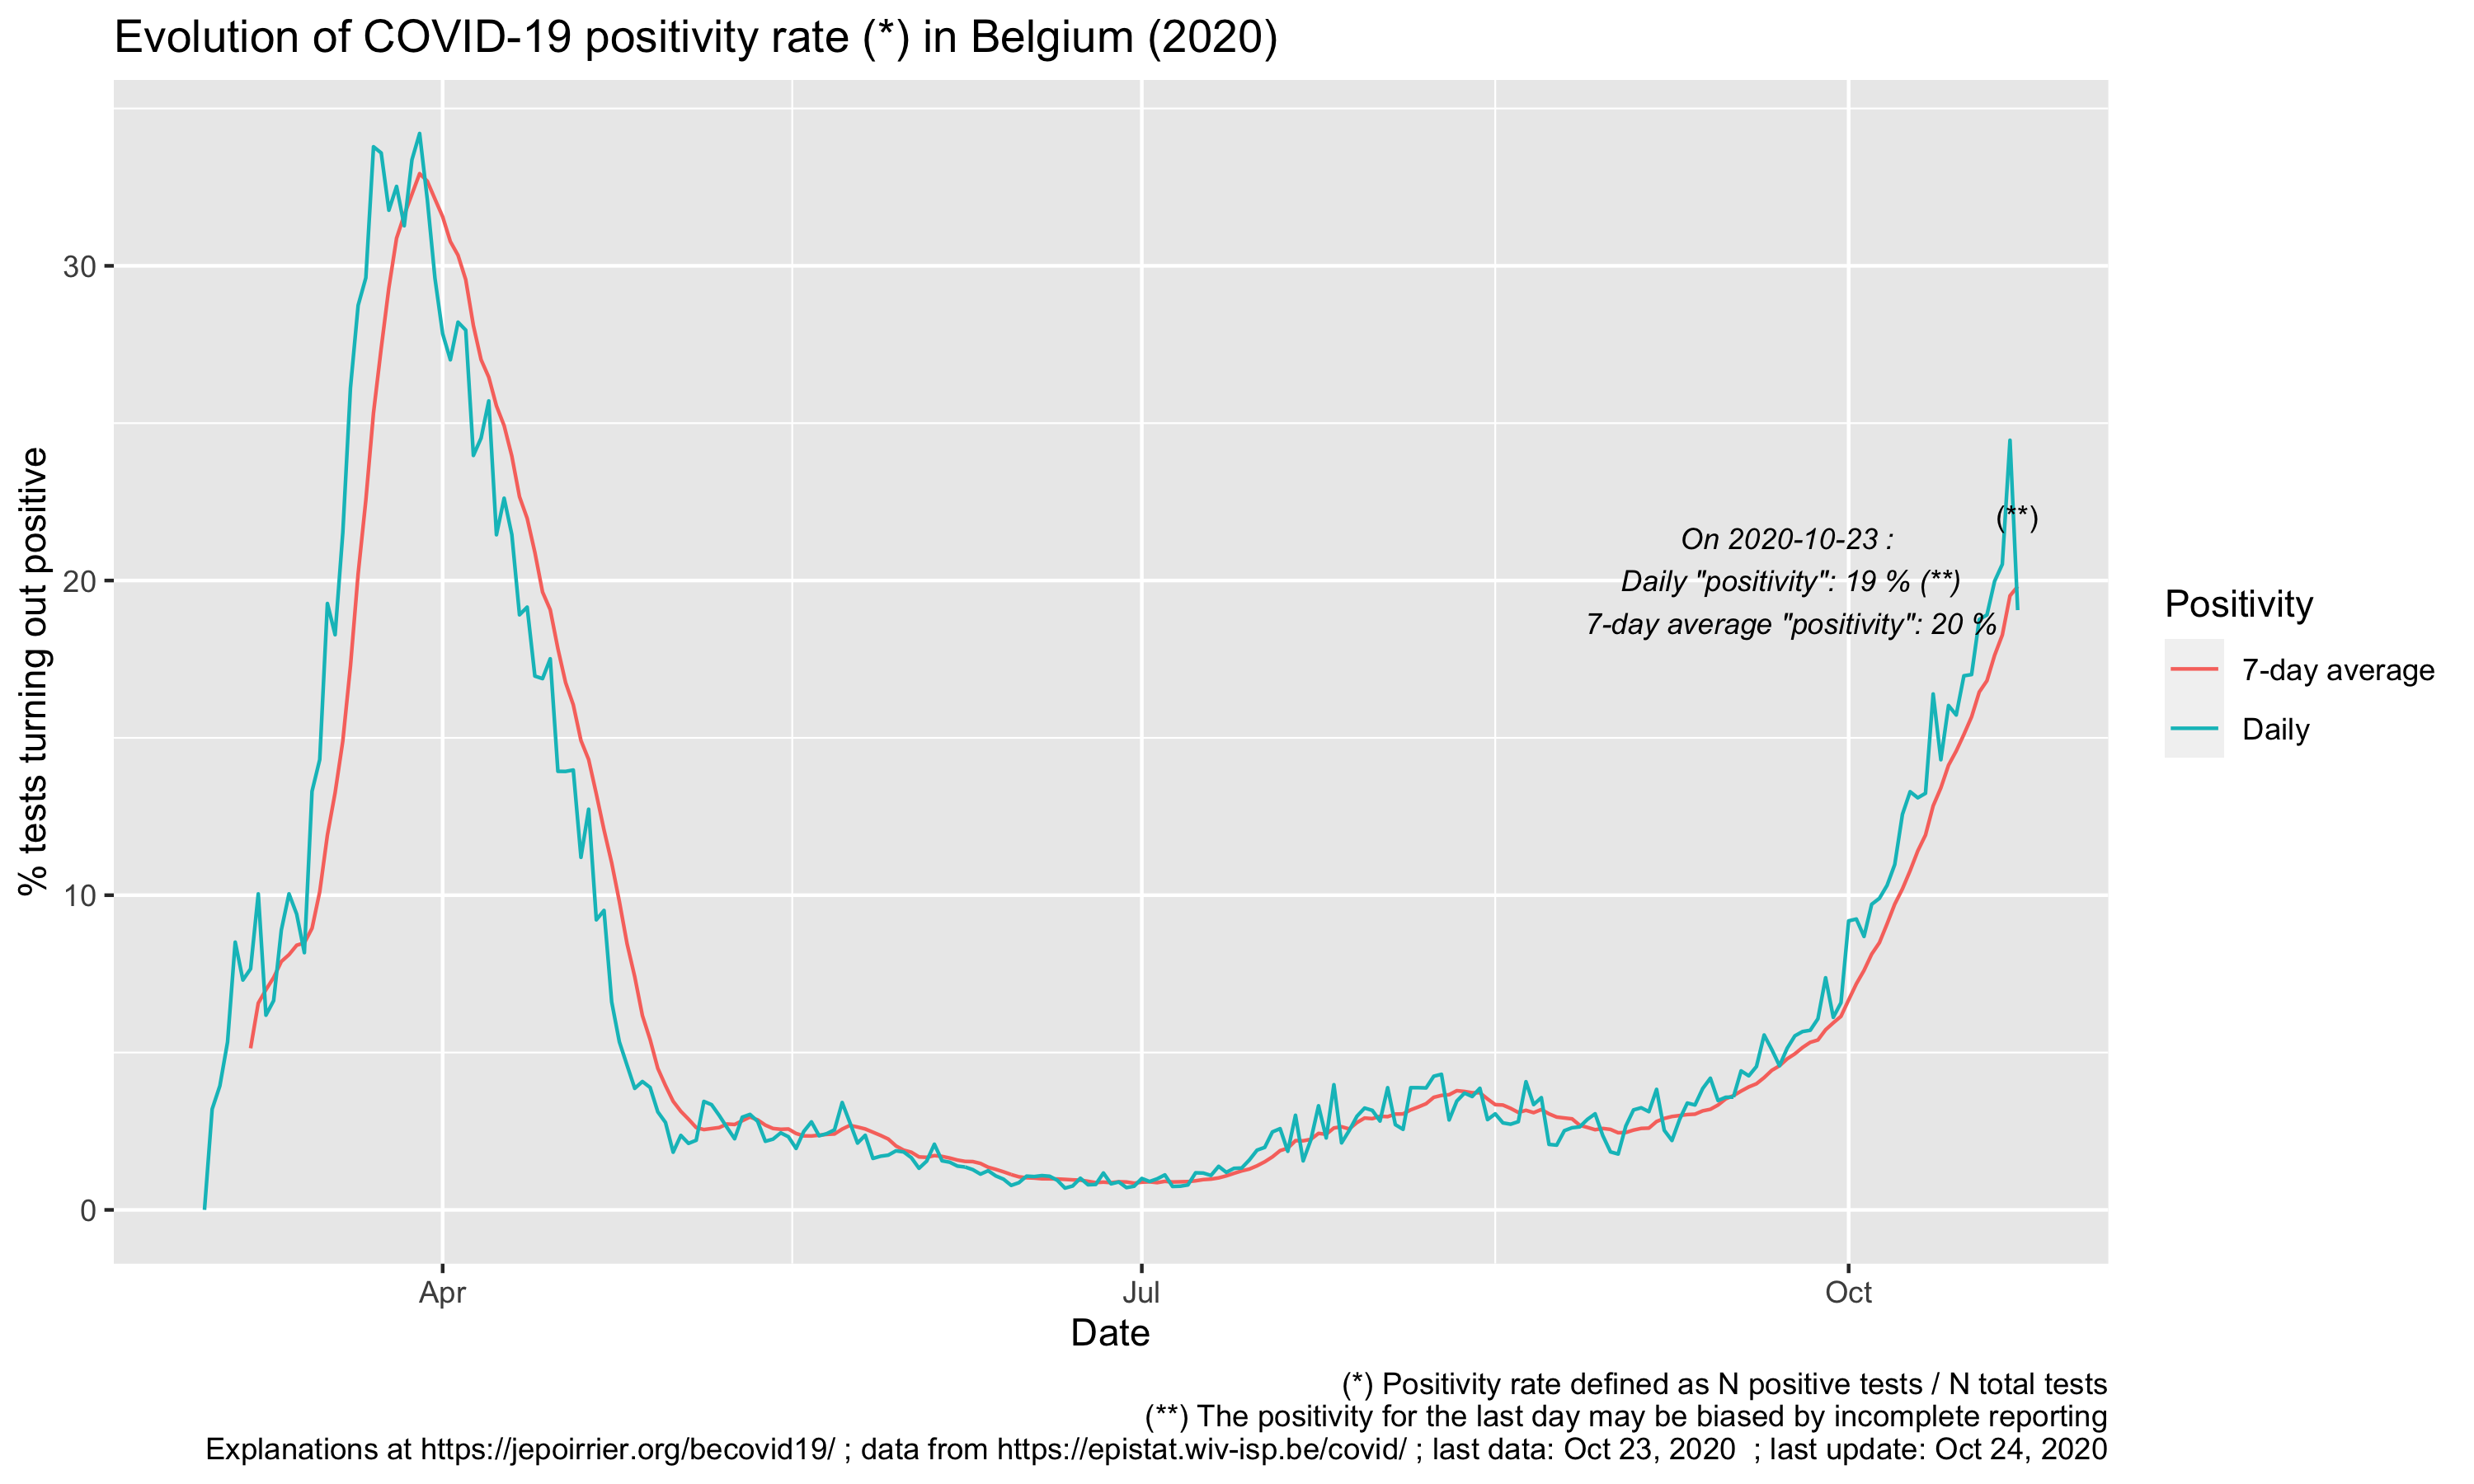 Evolution of COVID-19 positivity rate (*) in Belgium (2020)
% tests turning out positive
30
20
10
0
(**)
On 2020-10-23 :
Daily "positivity": 19 % (**)
7-day average "positivity": 20 %
Positivity
7-day average
Daily
Apr
Jul
Oct
Date
(*) Positivity rate defined as N positive tests / N total tests
(**) The positivity for the last day may be biased by incomplete reporting
Explanations at https://jepoirrier.org/becovid19/ ; data from https://epistat.wiv-isp.be/covid/ ; last data: Oct 23, 2020  ; last update: Oct 24, 2020